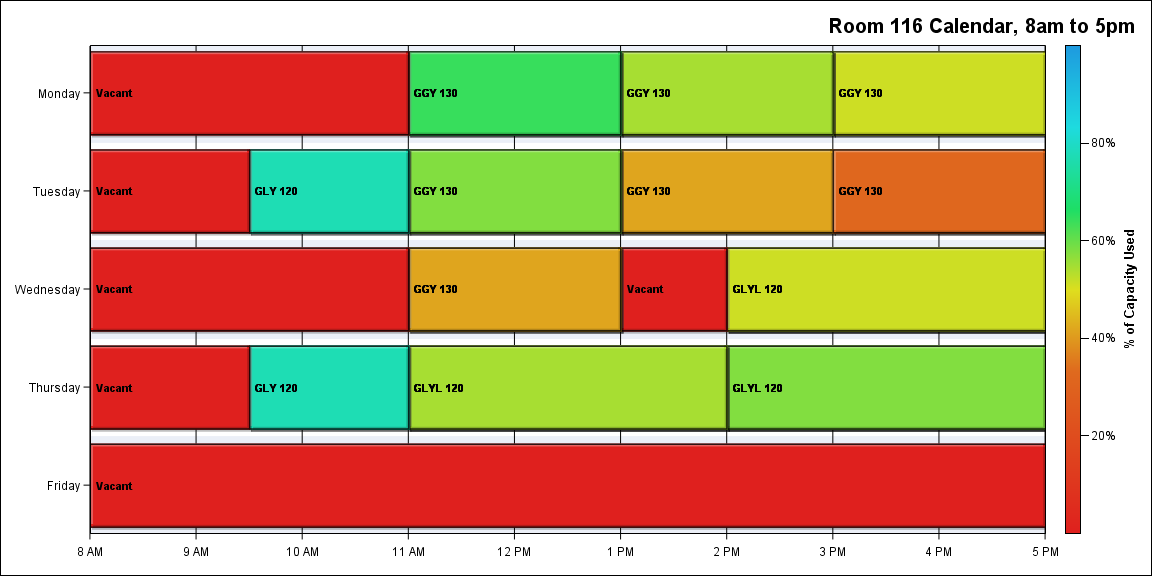 Room 116 Calendar, 8am to 5pm
Monday
Vacant
GGY 130
GGY 130
GGY 130
80%
Tuesday
Vacant
GLY 120
GGY 130
GGY 130
GGY 130
60%
% of Capacity Used
Wednesday
Vacant
GGY 130
Vacant
GLYL 120
40%
Thursday
Vacant
GLY 120
GLYL 120
GLYL 120
20%
Friday
Vacant
8 AM
9 AM
10 AM
11 AM
12 PM
1 PM
2 PM
3 PM
4 PM
5 PM